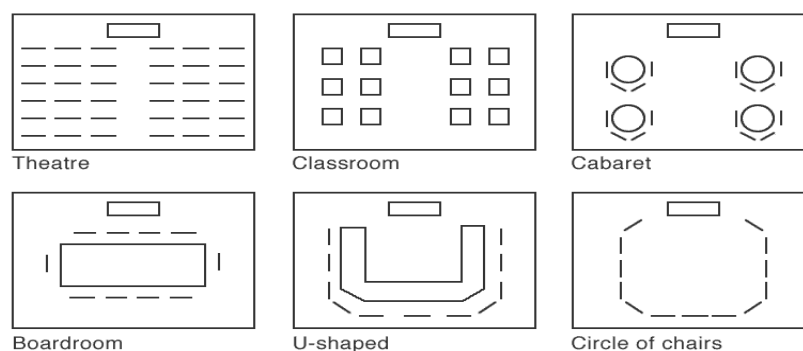 Theatre
Classroom
Cabaret
Boardroom
U-shaped
Circle of chairs